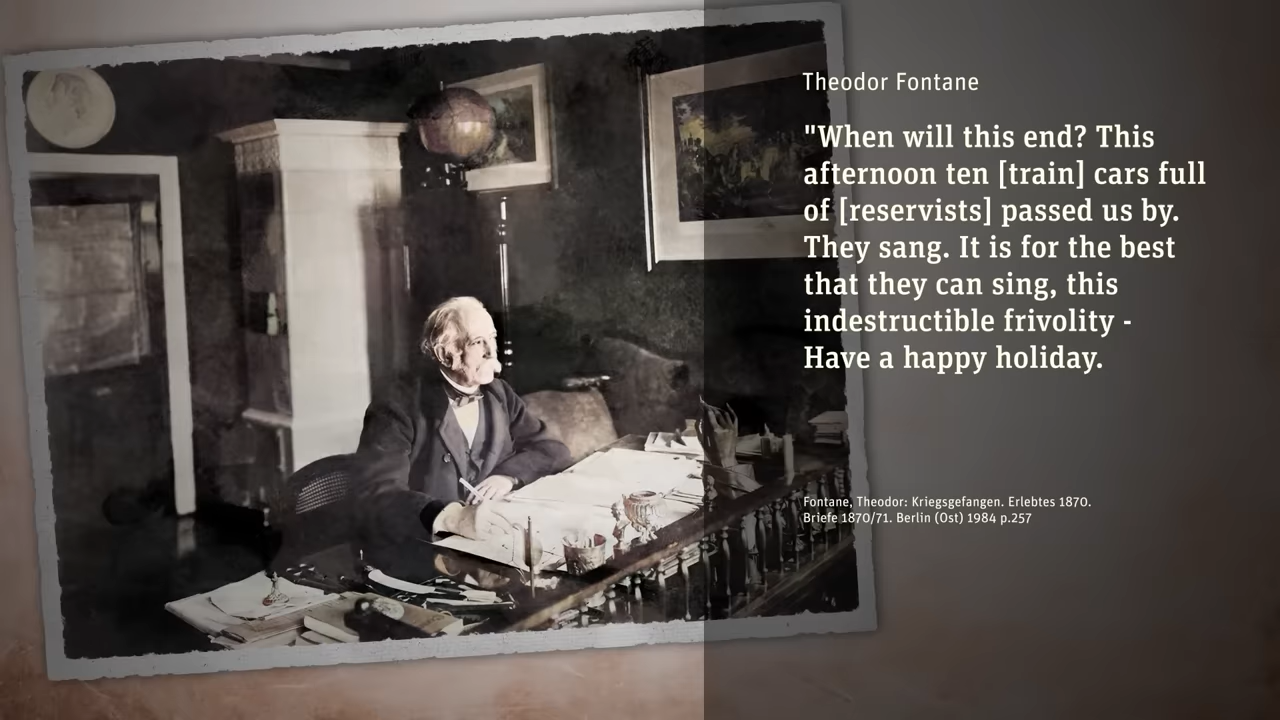 Theodor Fontane
"When will this end? This
afternoon ten [train] cars full
of [reservists] passed us by.
They sang. It is for the best
that they can sing, this
indestructible frivolity -
Have a happy holiday.
Fontane, Theodor: Kriegsgefangen. Erlebtes 1870.
Briefe 1870/71. Berlin (Ost) 1984 p.257